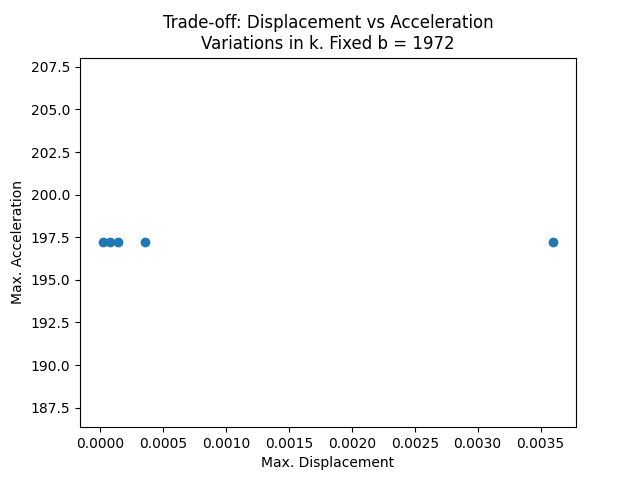 Trade-off: Displacement vs Acceleration
Variations in k. Fixed b = 1972
207.5
205.0
202.5
200.0
197.5
195.0
192.5
190.0
187.5
Max. Acceleration
0.0000 0.0005 0.0010 0.0015 0.0020 0.0025 0.0030 0.0035
Max. Displacement